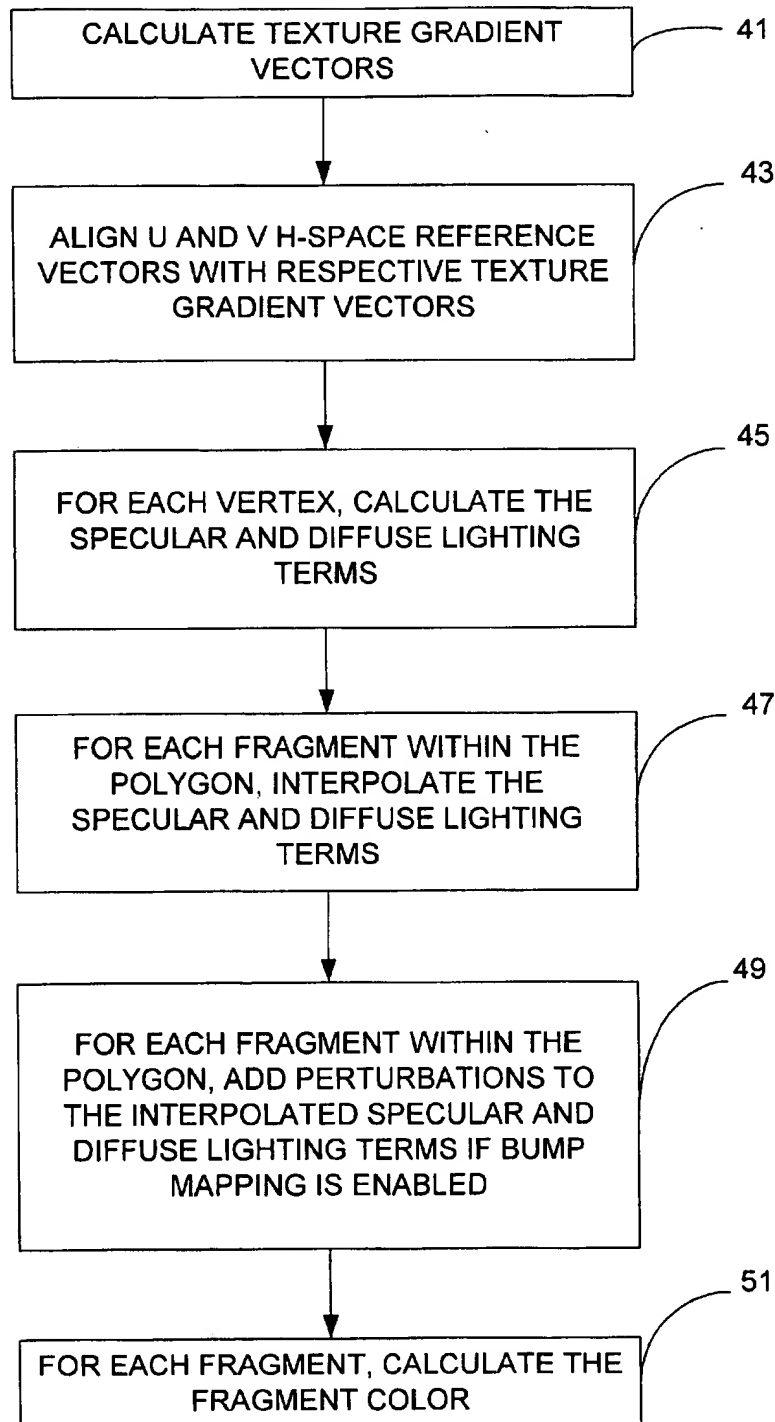 CALCULATE TEXTURE GRADIENT
VECTORS
41
ALIGN U AND V H-SPACE REFERENCE
VECTORS WITH RESPECTIVE TEXTURE
GRADIENT VECTORS
43
FOR EACH VERTEX, CALCULATE THE
SPECULAR AND DIFFUSE LIGHTING
TERMS
45
FOR EACH FRAGMENT WITHIN THE
POLYGON, INTERPOLATE THE
SPECULAR AND DIFFUSE LIGHTING
TERMS
47
FOR EACH FRAGMENT WITHIN THE
POLYGON, ADD PERTURBATIONS TO
THE INTERPOLATED SPECULAR AND
DIFFUSE LIGHTING TERMS IF BUMP
MAPPING IS ENABLED
49
FOR EACH FRAGMENT, CALCULATE THE
FRAGMENT COLOR
51